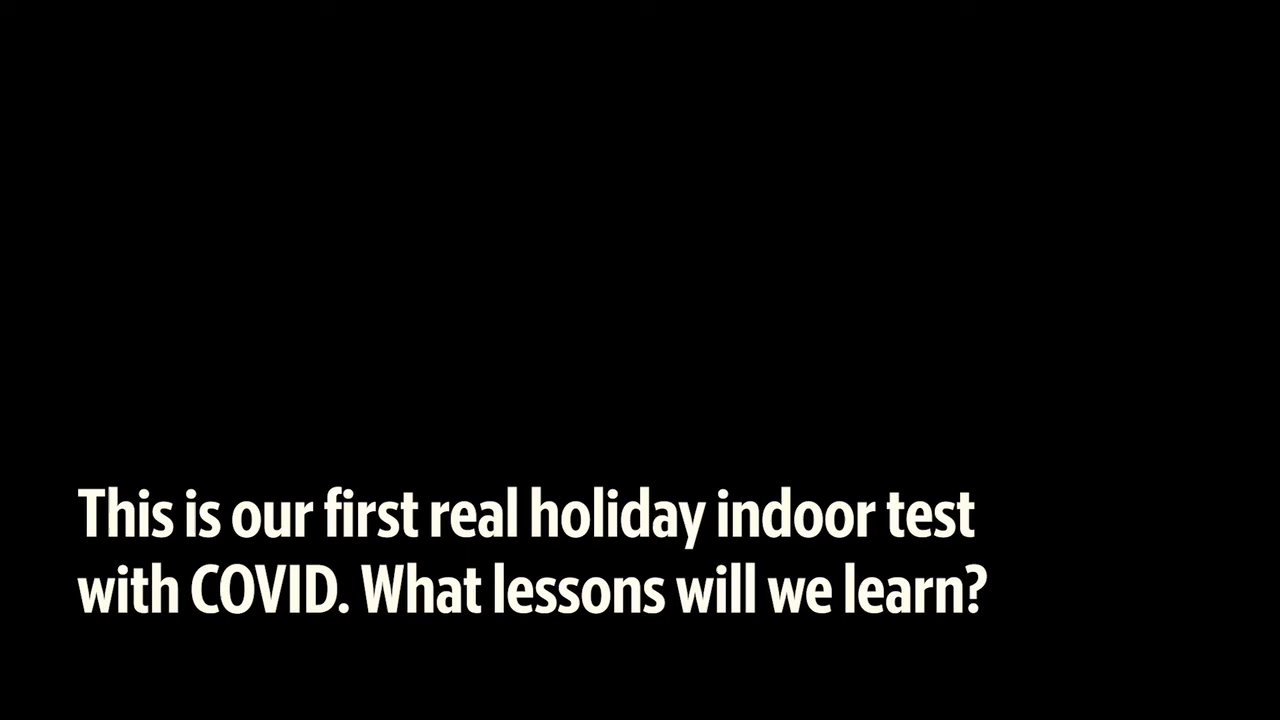 This is our first real holiday indoor test
with COVID. What lessons will we learn?